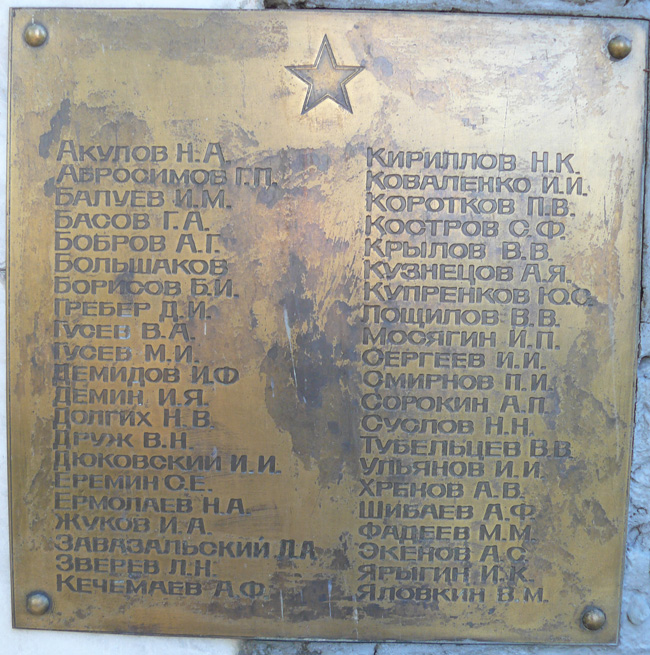 АКУЛОВ Н.А.
АБРОСИМОВ Г.П.
БАЛУЕВ И.М.
БАСОВ Г.А.
БОБРОВ А.Г.
БОЛЬШАКОВ
БОРИСОВ Б.И.
ГРЕБЕР Д.И.
ГУСЕВ В.А.
ГУСЕВ М.И.
ДЕМИДОВ И.Ф
ДЕМИН И.Я.
ДОЛГИХ Н.В.
ДРУЖ В.Н.
ДЮКОВСКИЙ И.И.
ЕРЕМИН С.Е.
ЕРМОЛАЕВ Н.А.
ЖУКОВ И.А.
ЗАВАЗАЛЬСКИЙ Л.А.
ЗВЕРЕВ Л.Н.
КЕЧЕМАЕВ А.Ф.
КИРИЛЛОВ Н.К.
КОВАЛЕНКО И.И.
КОРОТКОВ П.В.
КОСТРОВ С.Ф.
КРЫЛОВ В.В.
КУЗНЕЦОВ А.Я.
КУПРЕНКОВ Ю.С.
ЛОЩИЛОВ В.В.
МОСЯГИН И.П.
СЕРГЕЕВ И.И.
СМИРНОВ П.И.
СОРОКИН А.П.
СУСЛОВ Н.Н.
ТУБЕЛЬЦЕВ В.В.
УЛЬЯНОВ И.И.
ХРЕНОВ А.В.
ШИБАЕВ А.Ф.
ФАДЕЕВ М.М.
ЭКЕНОВ А.С.
ЯРЫГИН И.К.
ЯЛОВКИН В.М.